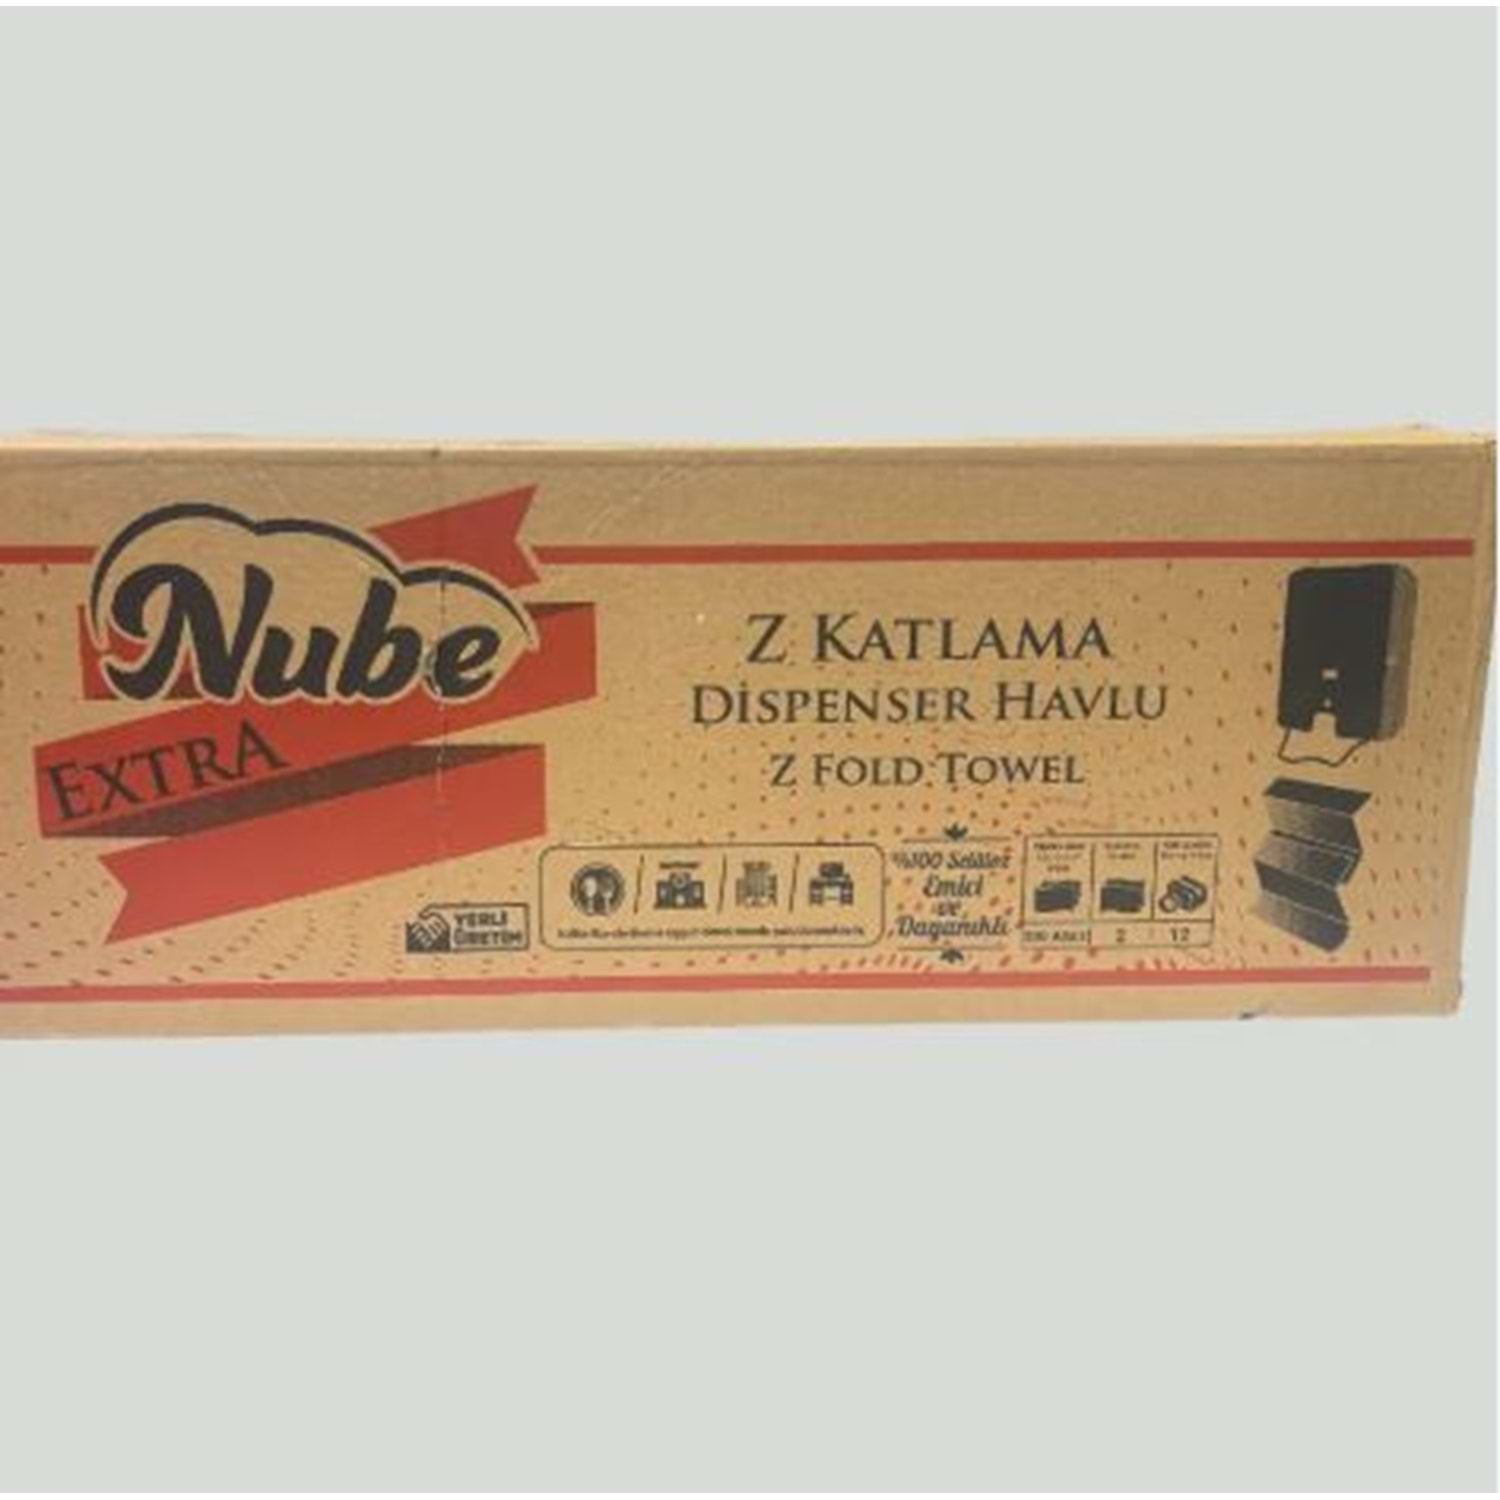 Nube
EXTRA
Z KATLAMA
DİSPENSER HAVLU
Z FOLD TOWEL
YERLİ
ÜRETİM
%100 Selüloz
Emici
ve
Dayanıklı
2 12